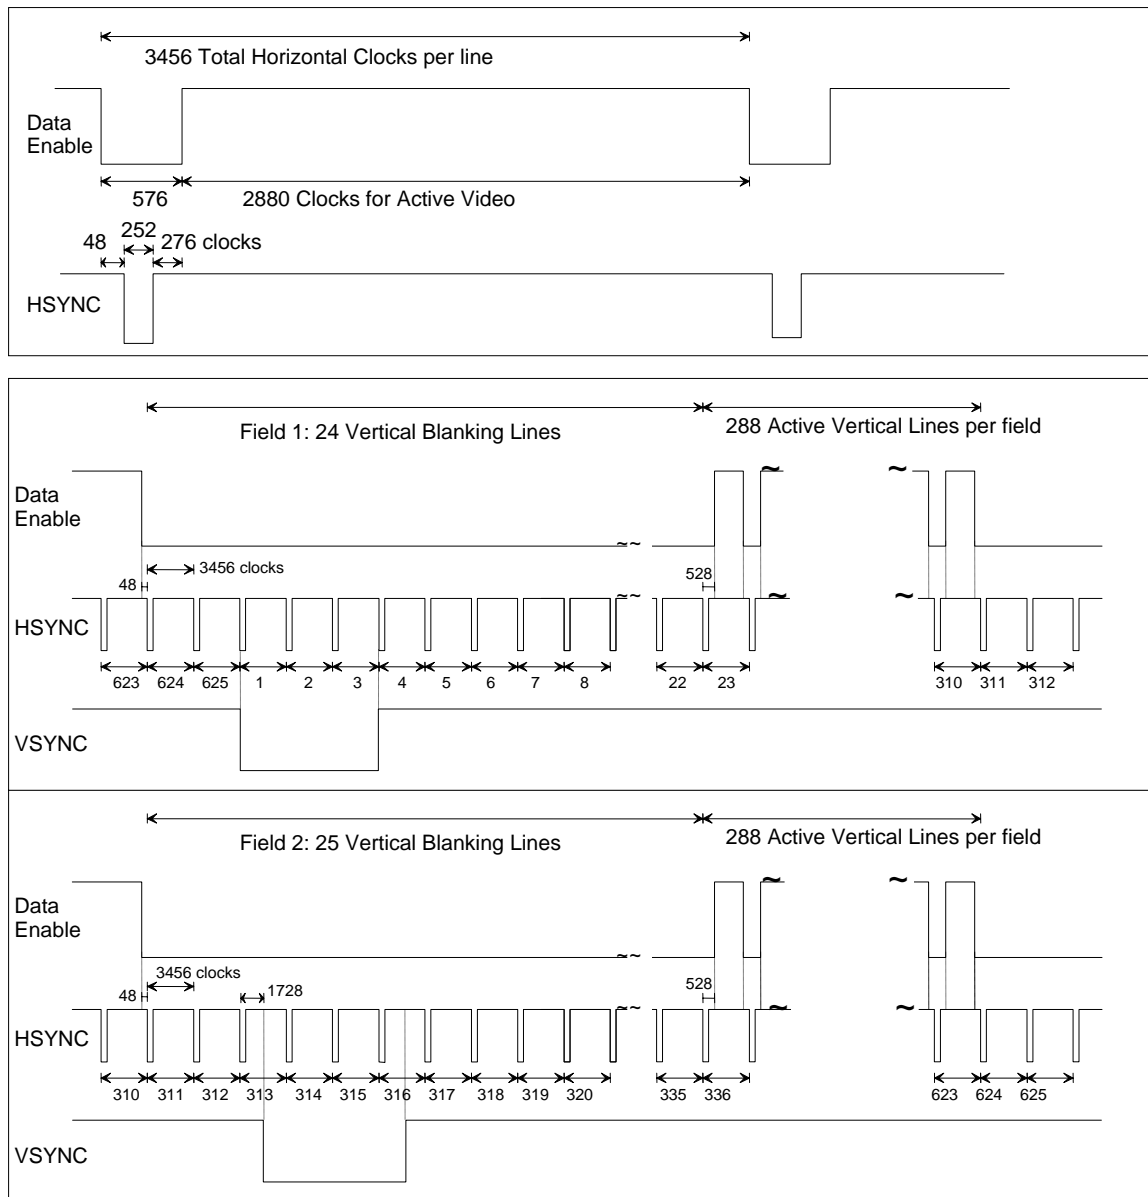 3456 Total Horizontal Clocks per line
Data
Enable
576
2880 Clocks for Active Video
252
48
276 clocks
HSYNC
Field 1: 24 Vertical Blanking Lines
288 Active Vertical Lines per field
Data
Enable
~
~
~~
3456 clocks
48
528
~~
~
~
HSYNC
623 624 625 1 2 3 4 5 6 7 8 22 23 310 311 312
VSYNC
Field 2: 25 Vertical Blanking Lines
288 Active Vertical Lines per field
Data
Enable
~
~
~~
3456 clocks
48
1728
528
~~
~
~
HSYNC
310 311 312 313 314 315 316 317 318 319 320 335 336 623 624 625
VSYNC